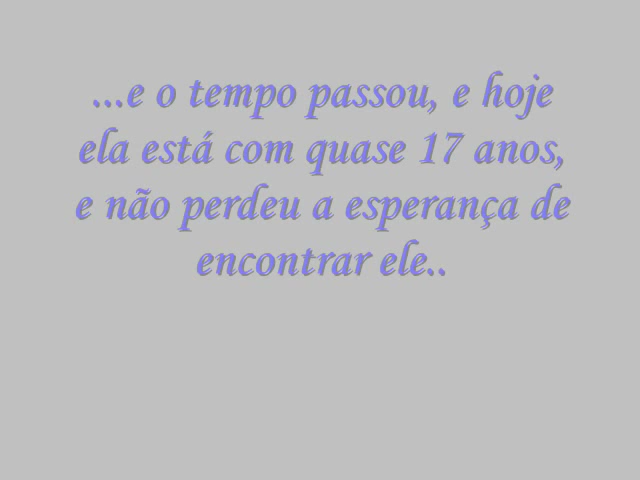 ...e o tempo passou, e hoje
ela está com quase 17 anos,
e não perdeu a esperança de
encontrar ele..